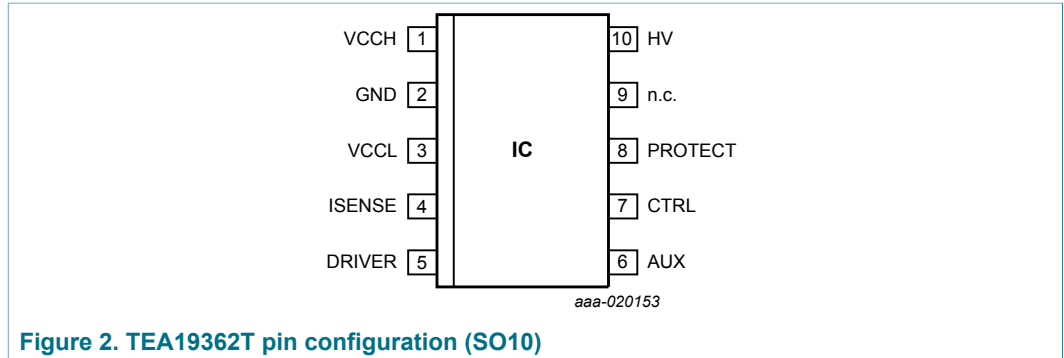 VCCH 1 10 HV
GND 2 9 n.c.
VCCL 3 IC 8 PROTECT
ISENSE 4 7 CTRL
DRIVER 5 6 AUX
aaa-020153
Figure 2. TEA19362T pin configuration (SO10)